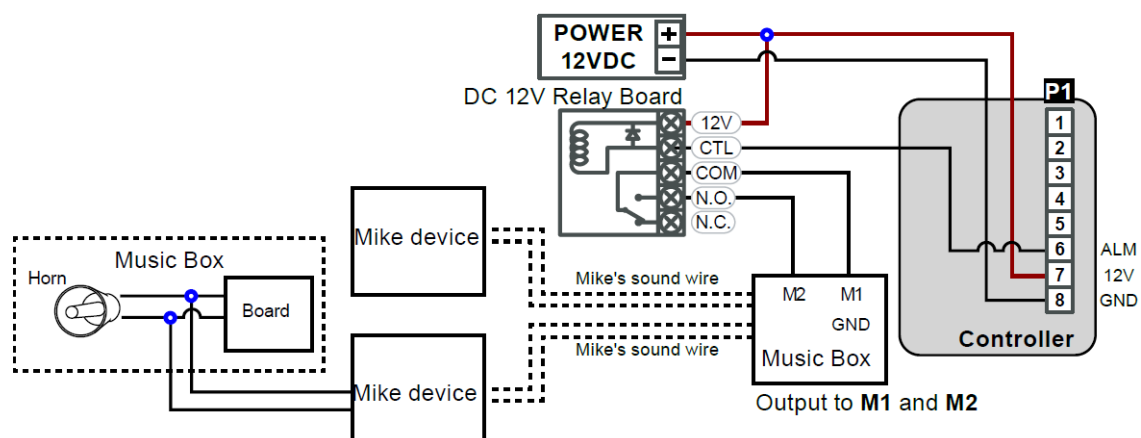 POWER +
12VDC −
DC 12V Relay Board
12V
CTL
COM
N.O.
N.C.
P1
1
2
3
4
5
6 ALM
7 12V
8 GND
Controller
Mike device
Music Box
Horn
Board
Mike device
Mike's sound wire
Mike's sound wire
M2 M1
GND
Music Box
Output to M1 and M2